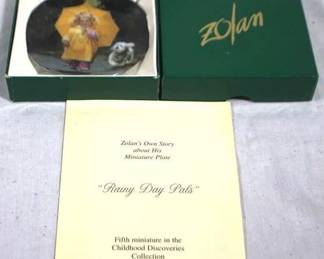 Zolan
Zolan's Own Story
about His
Miniature Plate
"Rainy Day Pals"
Fifth miniature in the
Childhood Discoveries
Collection